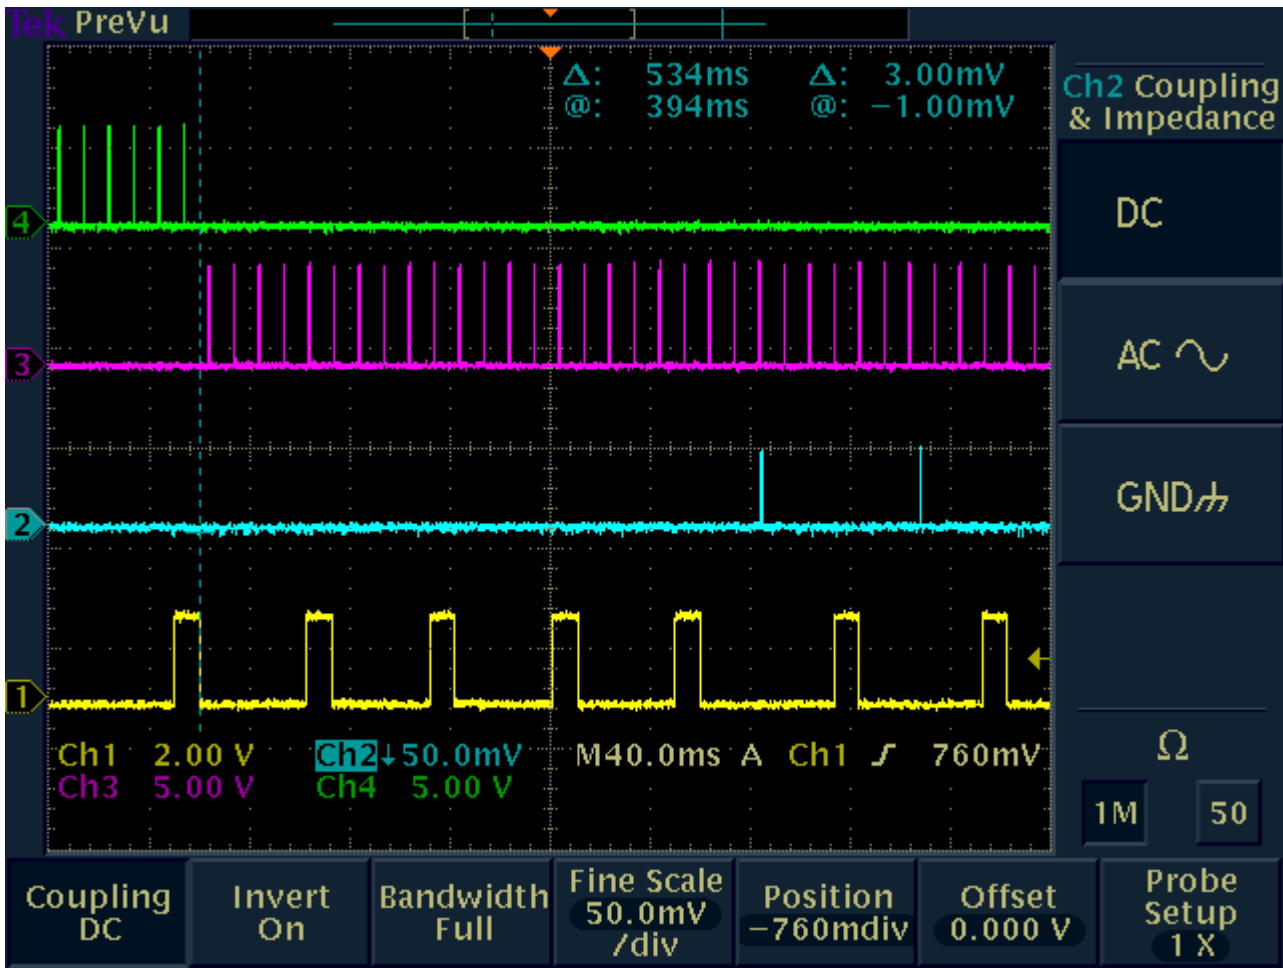 Tek PreVu
Δ: 534ms Δ: 3.00mV
@: 394ms @: −1.00mV
Ch2 Coupling
& Impedance
DC
AC
GND
4
3
2
1
Ch1 2.00 V Ch2↓50.0mV M40.0ms A Ch1 760mV
Ch3 5.00 V Ch4 5.00 V
Ω
1M 50
Coupling
DC
Invert
On
Bandwidth
Full
Fine Scale
50.0mV
/div
Position
−760mdiv
Offset
0.000 V
Probe
Setup
1 X